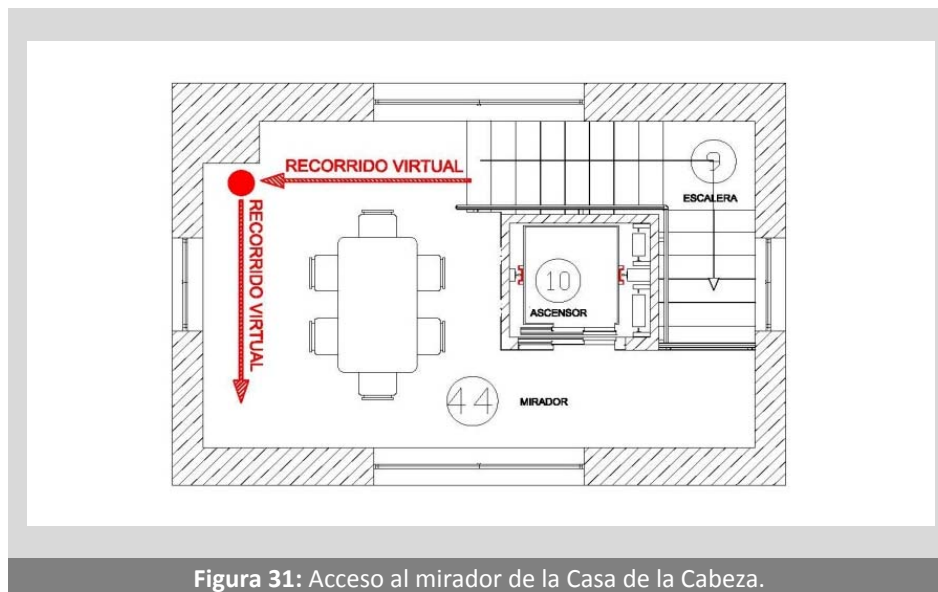 RECORRIDO VIRTUAL
9
ESCALERA
RECORRIDO VIRTUAL
10
ASCENSOR
44
MIRADOR
Figura 31: Acceso al mirador de la Casa de la Cabeza.